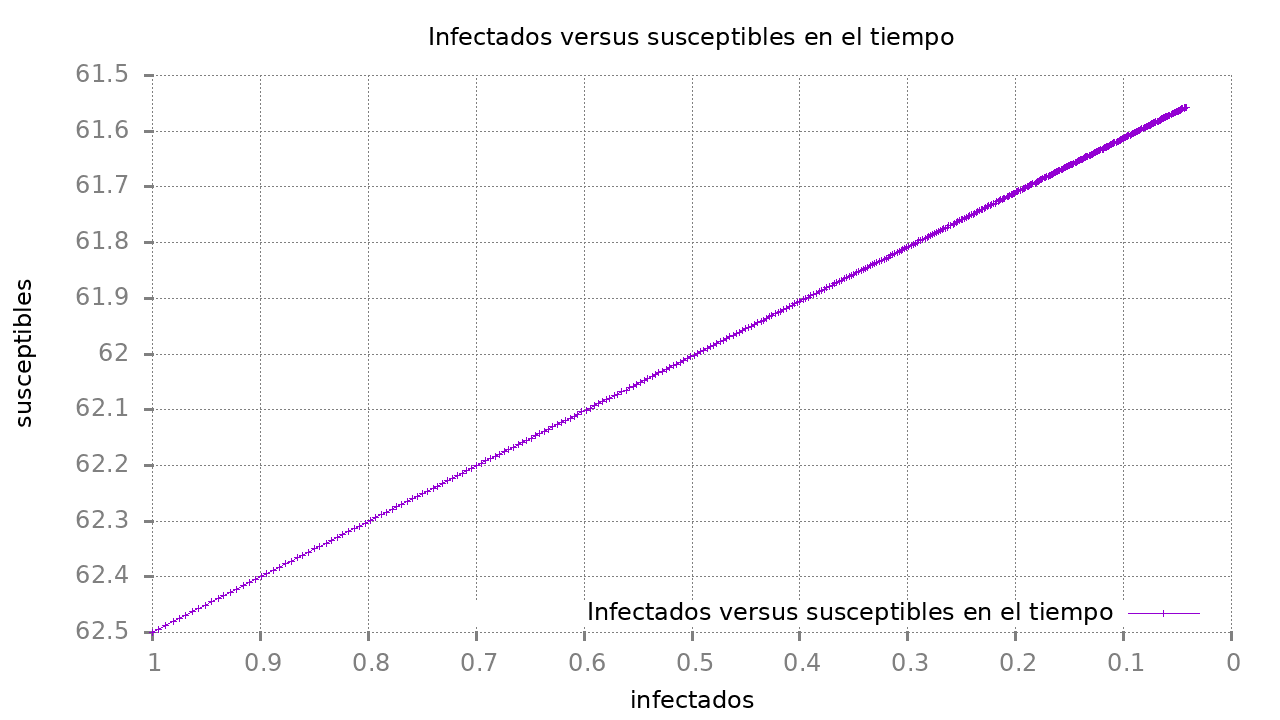 Infectados versus susceptibles en el tiempo
61.5
61.6
61.7
61.8
61.9
62
62.1
62.2
62.3
62.4
62.5
susceptibles
Infectados versus susceptibles en el tiempo
1 0.9 0.8 0.7 0.6 0.5 0.4 0.3 0.2 0.1 0
infectados